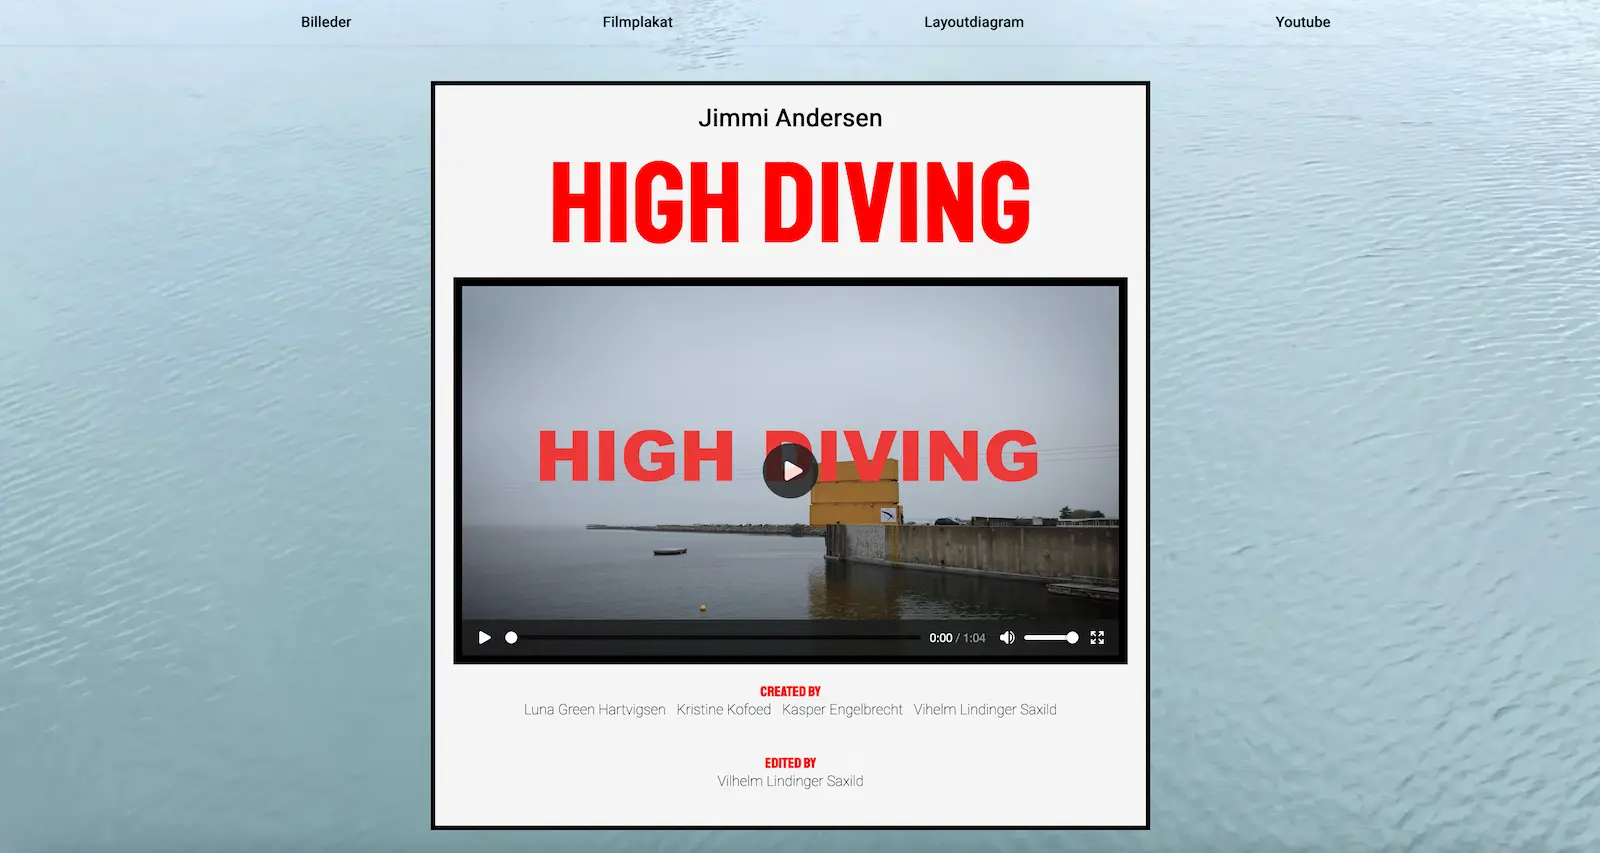 Billeder Filmplakat Layoutdiagram Youtube
Jimmi Andersen
HIGH DIVING
HIGH DIVING
0:00 / 1:04
CREATED BY
Luna Green Hartvigsen Kristine Kofoed Kasper Engelbrecht Vihelm Lindinger Saxild
EDITED BY
Vilhelm Lindinger Saxild